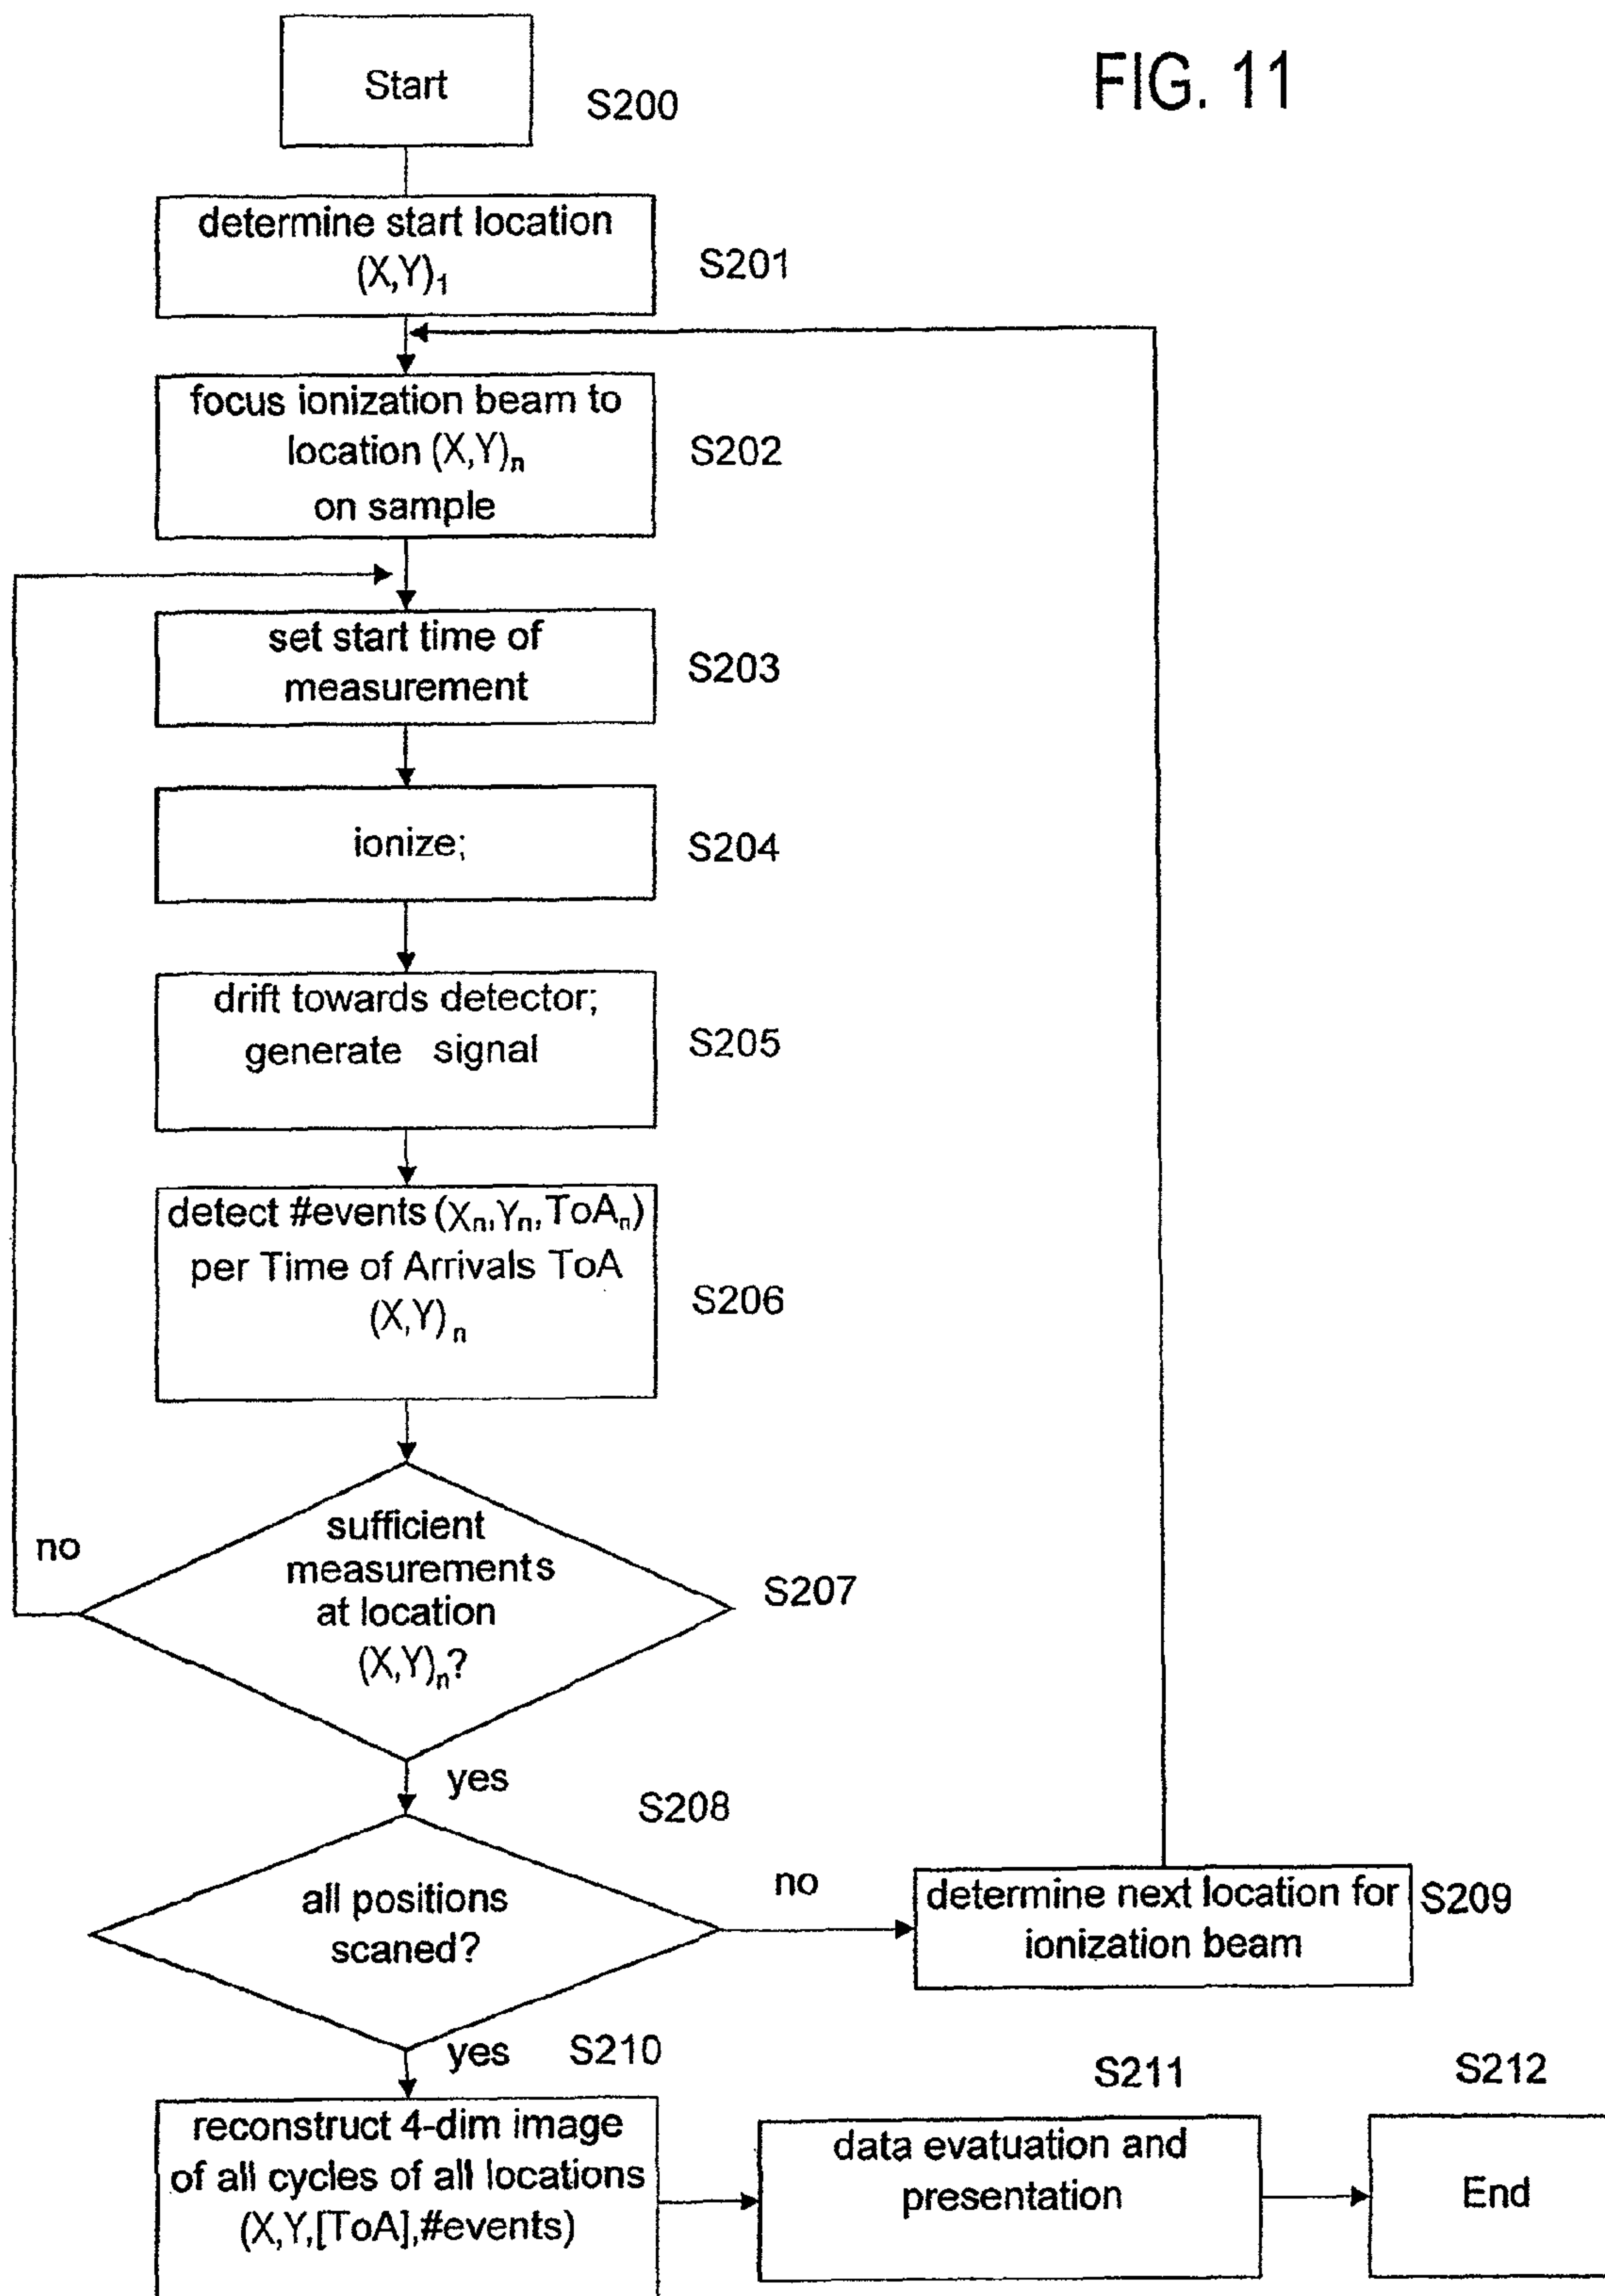 FIG. 11
Start
S200
determine start location
(X,Y)₁
S201
focus ionization beam to
location (X,Y)ₙ
on sample
S202
set start time of
measurement
S203
ionize;
S204
drift towards detector;
generate signal
S205
detect #events (Xₙ,Yₙ,ToAₙ)
per Time of Arrivals ToA
(X,Y)ₙ
S206
sufficient
measurements
at location
(X,Y)ₙ?
no
S207
yes
S208
all positions
scaned?
no
determine next location for
ionization beam
S209
yes
S210
reconstruct 4-dim image
of all cycles of all locations
(X,Y,[ToA],#events)
S211
data evatuation and
presentation
S212
End